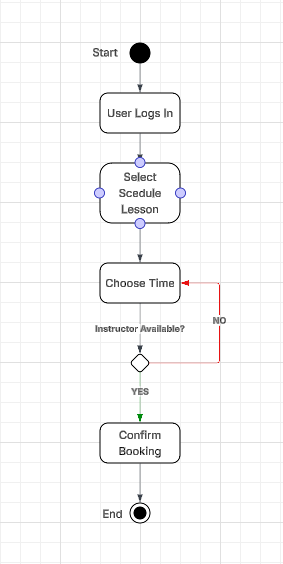 Start
User Logs In
Select
Scedule
Lesson
Choose Time
Instructor Available?
NO
YES
Confirm
Booking
End